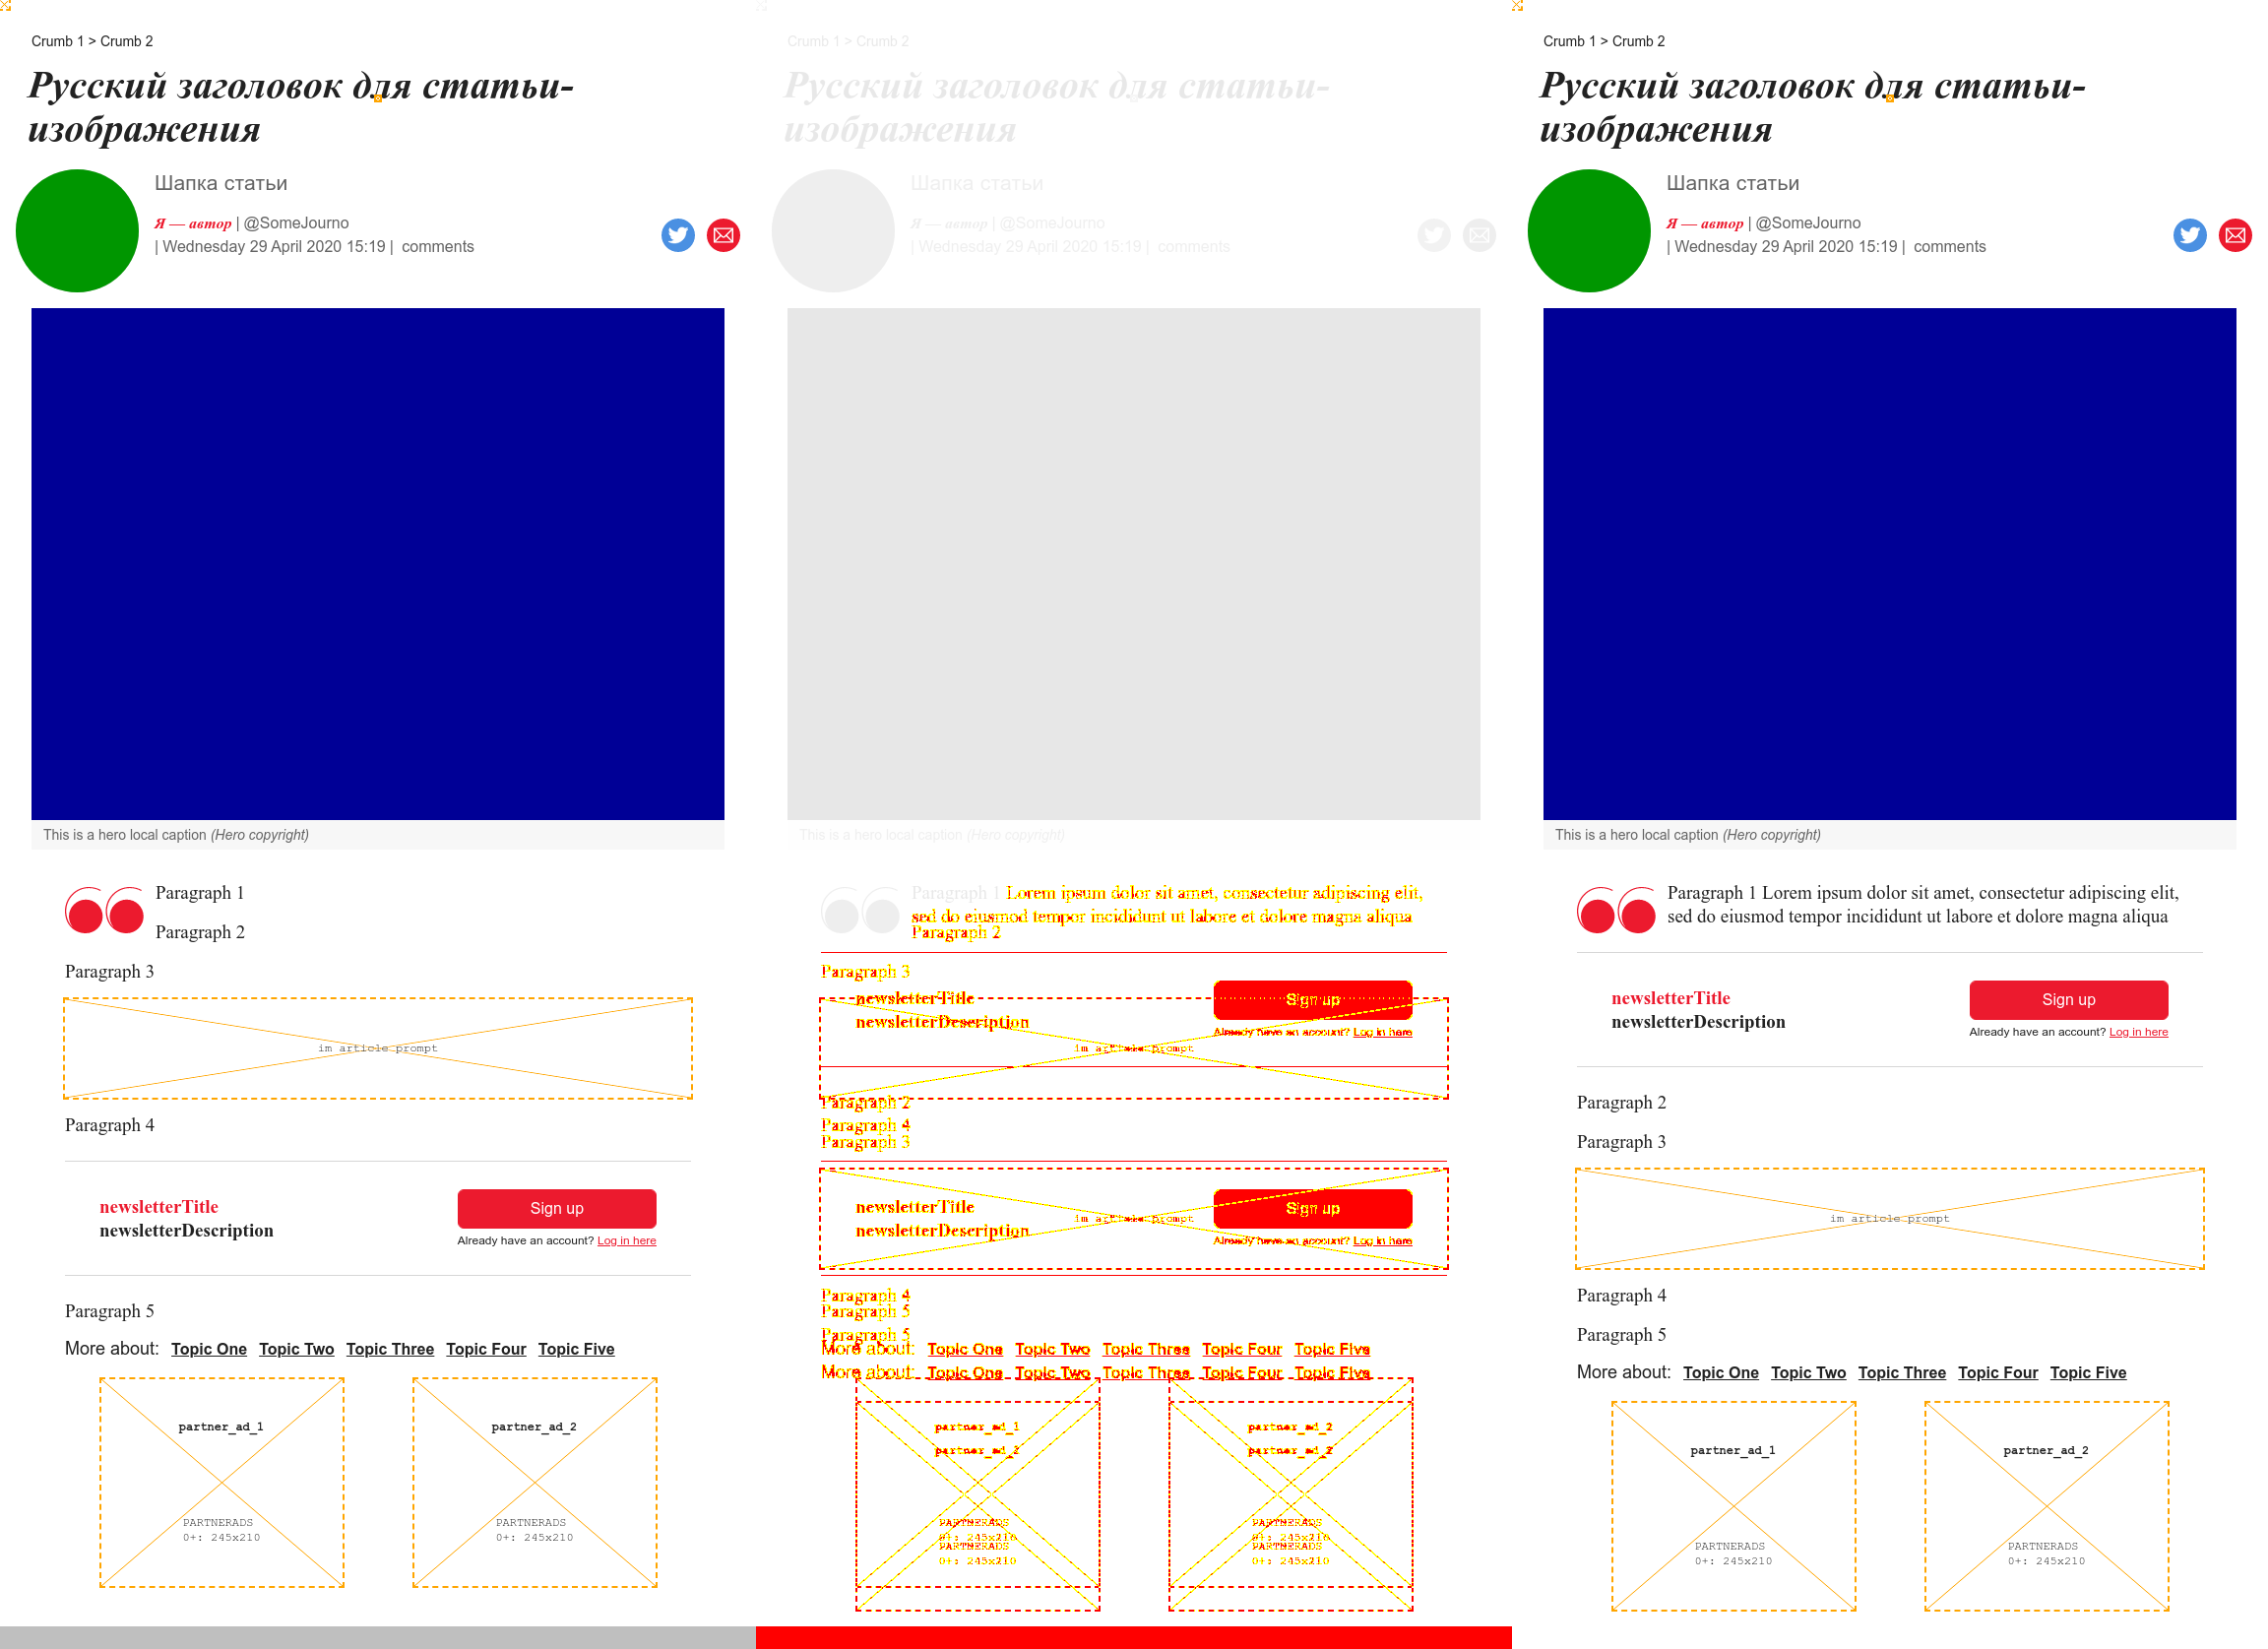 Crumb 1 > Crumb 2
Русский заголовок для статьи-
изображения
Шапка статьи
Я — автор | @SomeJourno
| Wednesday 29 April 2020 15:19 | comments
This is a hero local caption (Hero copyright)
Paragraph 1
Paragraph 2
Paragraph 3
im article prompt
Paragraph 4
newsletterTitle
newsletterDescription
Sign up
Already have an account? Log in here
Paragraph 5
More about: Topic One Topic Two Topic Three Topic Four Topic Five
partner_ad_1
PARTNERADS
0+: 245x210
partner_ad_2
PARTNERADS
0+: 245x210
Crumb 1 > Crumb 2
Русский заголовок для статьи-
изображения
Шапка статьи
Я — автор | @SomeJourno
| Wednesday 29 April 2020 15:19 | comments
This is a hero local caption (Hero copyright)
Paragraph 1 Lorem ipsum dolor sit amet, consectetur adipiscing elit,
sed do eiusmod tempor incididunt ut labore et dolore magna aliqua
Paragraph 2
Paragraph 3
newsletterTitle
Sign up
newsletterDescription
Already have an account? Log in here
im article prompt
Paragraph 2
Paragraph 4
Paragraph 3
newsletterTitle
Sign up
im article prompt
newsletterDescription
Already have an account? Log in here
Paragraph 4
Paragraph 5
Paragraph 5
More about: Topic One Topic Two Topic Three Topic Four Topic Five
More about: Topic One Topic Two Topic Three Topic Four Topic Five
partner_ad_1
partner_ad_1
PARTNERADS
0+: 245x210
PARTNERADS
0+: 245x210
partner_ad_2
partner_ad_2
PARTNERADS
0+: 245x210
PARTNERADS
0+: 245x210
Crumb 1 > Crumb 2
Русский заголовок для статьи-
изображения
Шапка статьи
Я — автор | @SomeJourno
| Wednesday 29 April 2020 15:19 | comments
This is a hero local caption (Hero copyright)
Paragraph 1 Lorem ipsum dolor sit amet, consectetur adipiscing elit,
sed do eiusmod tempor incididunt ut labore et dolore magna aliqua
newsletterTitle
newsletterDescription
Sign up
Already have an account? Log in here
Paragraph 2
Paragraph 3
im article prompt
Paragraph 4
Paragraph 5
More about: Topic One Topic Two Topic Three Topic Four Topic Five
partner_ad_1
PARTNERADS
0+: 245x210
partner_ad_2
PARTNERADS
0+: 245x210